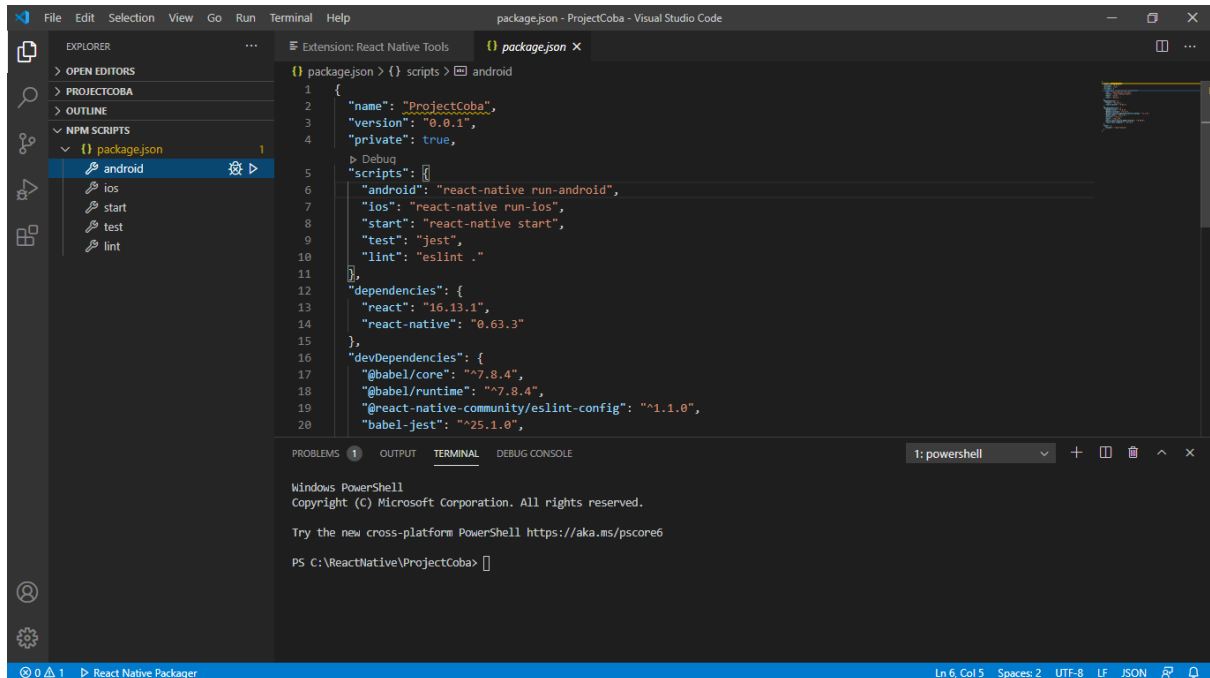 File Edit Selection View Go Run Terminal Help package.json - ProjectCoba - Visual Studio Code
EXPLORER
OPEN EDITORS
PROJECTCOBA
OUTLINE
NPM SCRIPTS
{} package.json 1
android
ios
start
test
lint
Extension: React Native Tools {} package.json
{} package.json > {} scripts > android
1 {
2 "name": "ProjectCoba",
3 "version": "0.0.1",
4 "private": true,
Debug
5 "scripts": {
6 "android": "react-native run-android",
7 "ios": "react-native run-ios",
8 "start": "react-native start",
9 "test": "jest",
10 "lint": "eslint ."
11 },
12 "dependencies": {
13 "react": "16.13.1",
14 "react-native": "0.63.3"
15 },
16 "devDependencies": {
17 "@babel/core": "^7.8.4",
18 "@babel/runtime": "^7.8.4",
19 "@react-native-community/eslint-config": "^1.1.0",
20 "babel-jest": "^25.1.0",
PROBLEMS 1 OUTPUT TERMINAL DEBUG CONSOLE 1: powershell
Windows PowerShell
Copyright (C) Microsoft Corporation. All rights reserved.
Try the new cross-platform PowerShell https://aka.ms/pscore6
PS C:\ReactNative\ProjectCoba>
0 1 React Native Packager Ln 6, Col 5 Spaces: 2 UTF-8 LF JSON